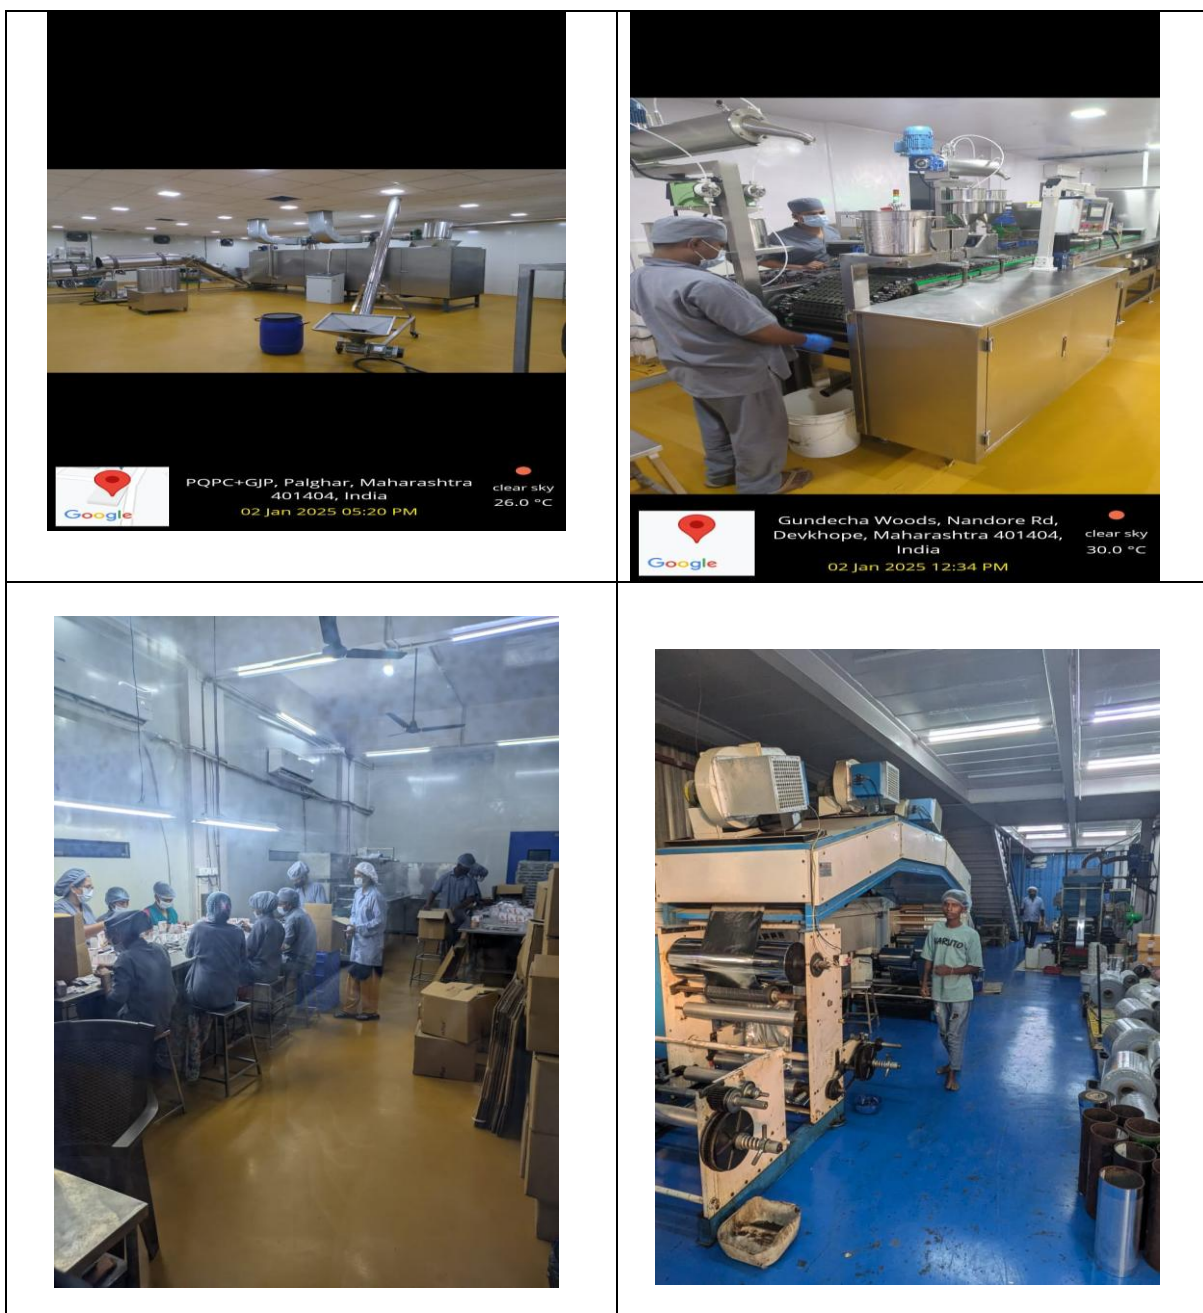 PQPC+GJP, Palghar, Maharashtra
401404, India
02 Jan 2025 05:20 PM
clear sky
26.0 °C
Google
Gundecha Woods, Nandore Rd,
Devkhope, Maharashtra 401404,
India
02 Jan 2025 12:34 PM
clear sky
30.0 °C
Google
NARUTO